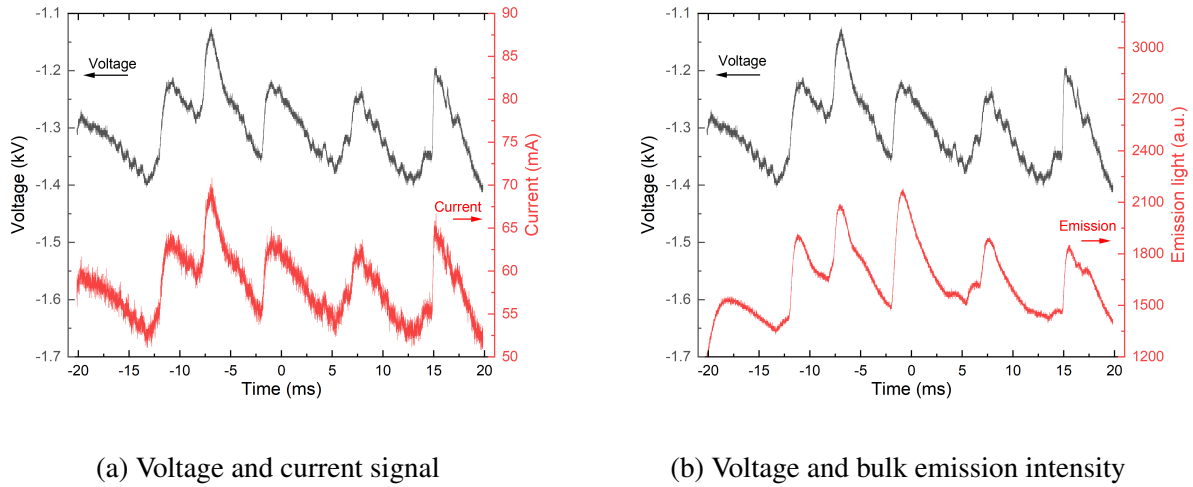 -1.1
-1.2
-1.3
-1.4
-1.5
-1.6
-1.7
Voltage (kV)
Voltage
Current
90
85
80
75
70
65
60
55
50
Current (mA)
-20 -15 -10 -5 0 5 10 15 20
Time (ms)
(a) Voltage and current signal
-1.1
-1.2
-1.3
-1.4
-1.5
-1.6
-1.7
Voltage (kV)
Voltage
Emission
3000
2700
2400
2100
1800
1500
1200
Emission light (a.u.)
-20 -15 -10 -5 0 5 10 15 20
Time (ms)
(b) Voltage and bulk emission intensity